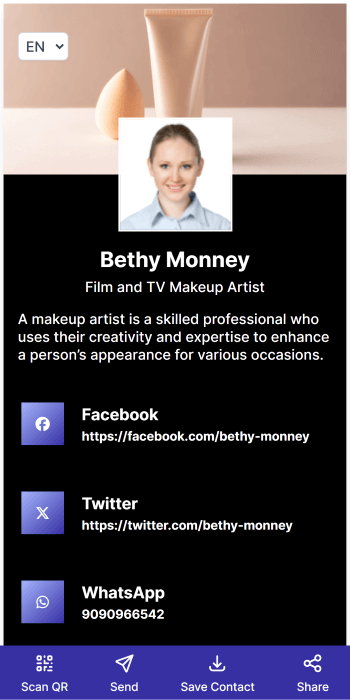 EN
Bethy Monney
Film and TV Makeup Artist
A makeup artist is a skilled professional who
uses their creativity and expertise to enhance
a person’s appearance for various occasions.
Facebook
https://facebook.com/bethy-monney
Twitter
https://twitter.com/bethy-monney
WhatsApp
9090966542
Scan QR
Send
Save Contact
Share